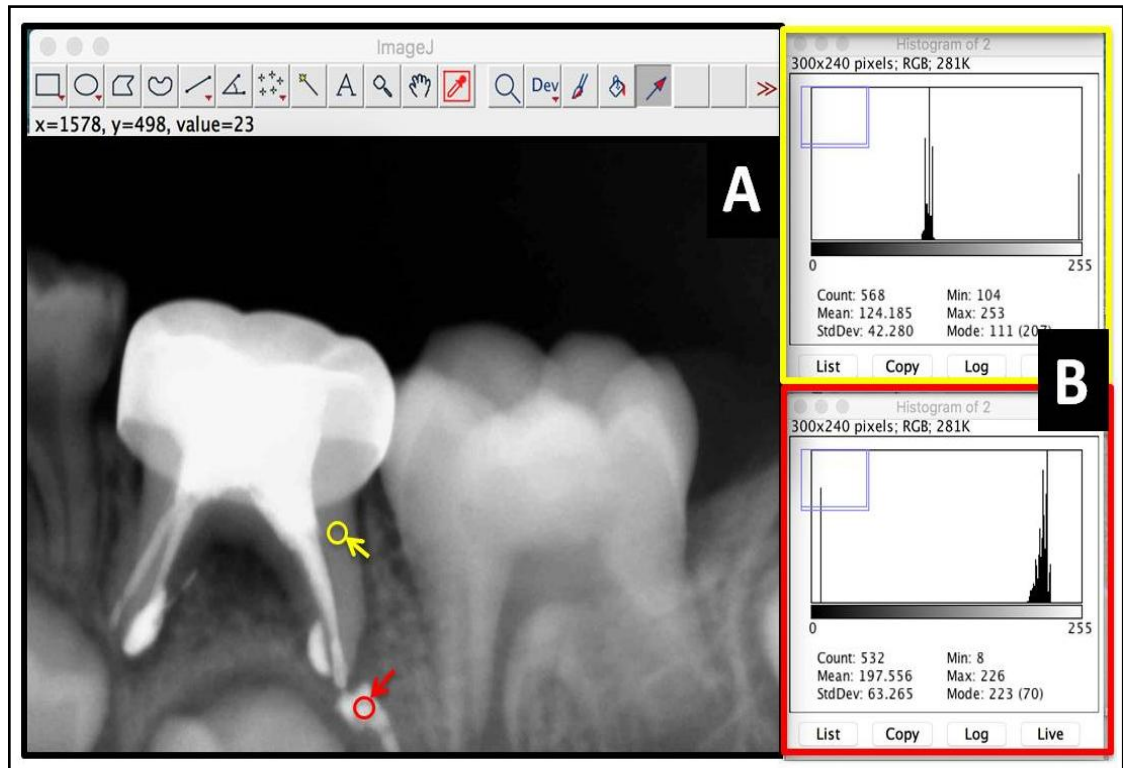 ImageJ
A
Dev
>>
x=1578, y=498, value=23
A
Histogram of 2
300x240 pixels; RGB; 281K
0 255
Count: 568 Min: 104
Mean: 124.185 Max: 253
StdDev: 42.280 Mode: 111 (207)
List Copy Log
B
Histogram of 2
300x240 pixels; RGB; 281K
0 255
Count: 532 Min: 8
Mean: 197.556 Max: 226
StdDev: 63.265 Mode: 223 (70)
List Copy Log Live